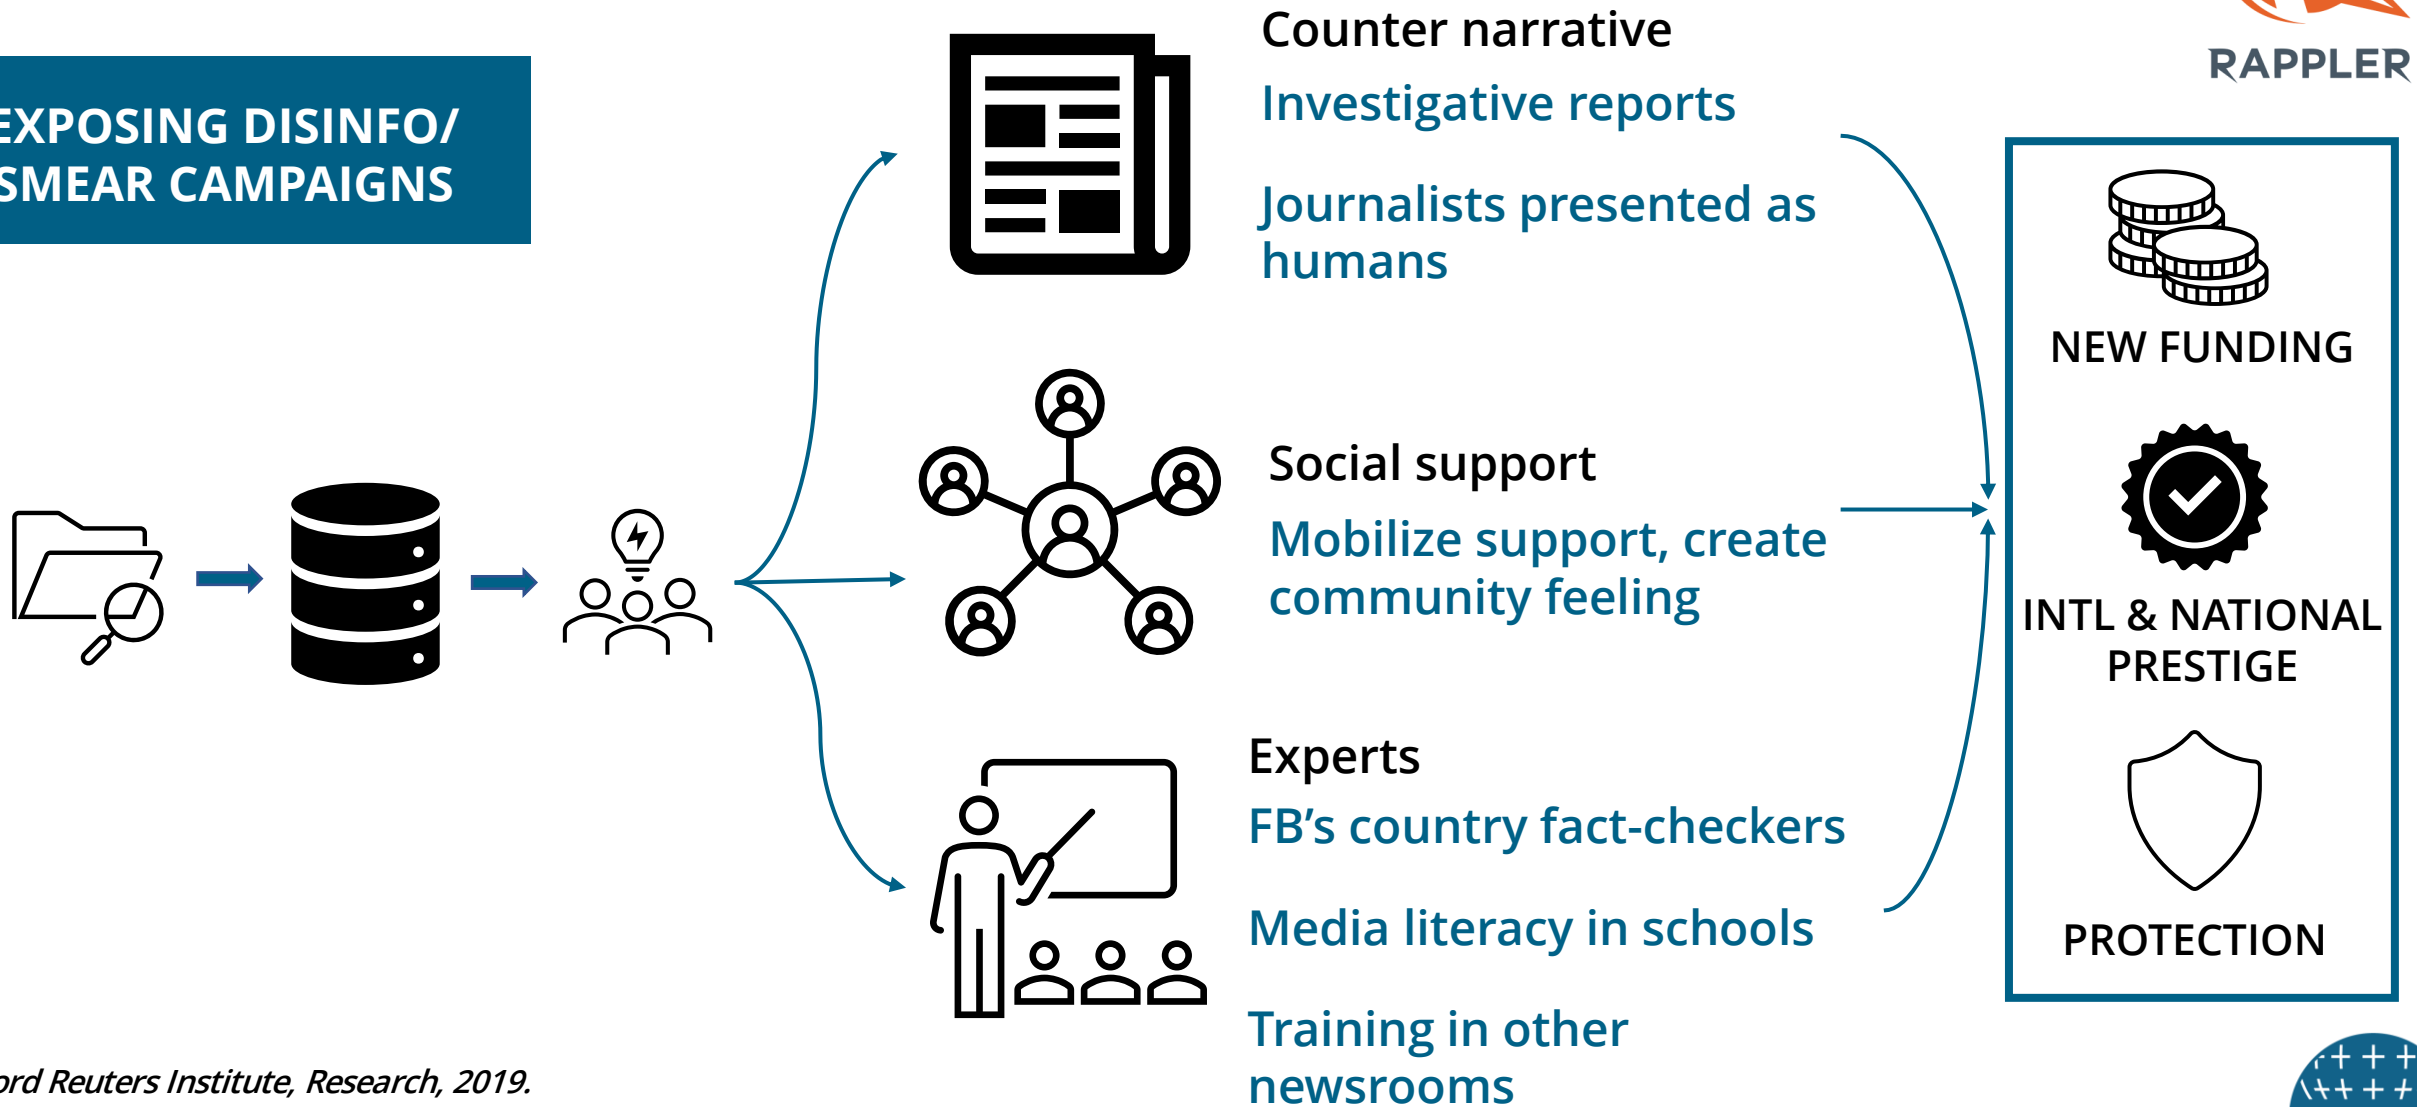 EXPOSING DISINFO/
SMEAR CAMPAIGNS
Counter narrative
Investigative reports
Journalists presented as
humans
Social support
Mobilize support, create
community feeling
Experts
FB's country fact-checkers
Media literacy in schools
Training in other
newsrooms
RAPPLER
NEW FUNDING
INTL & NATIONAL
PRESTIGE
PROTECTION
Reuters Institute, Research, 2019.